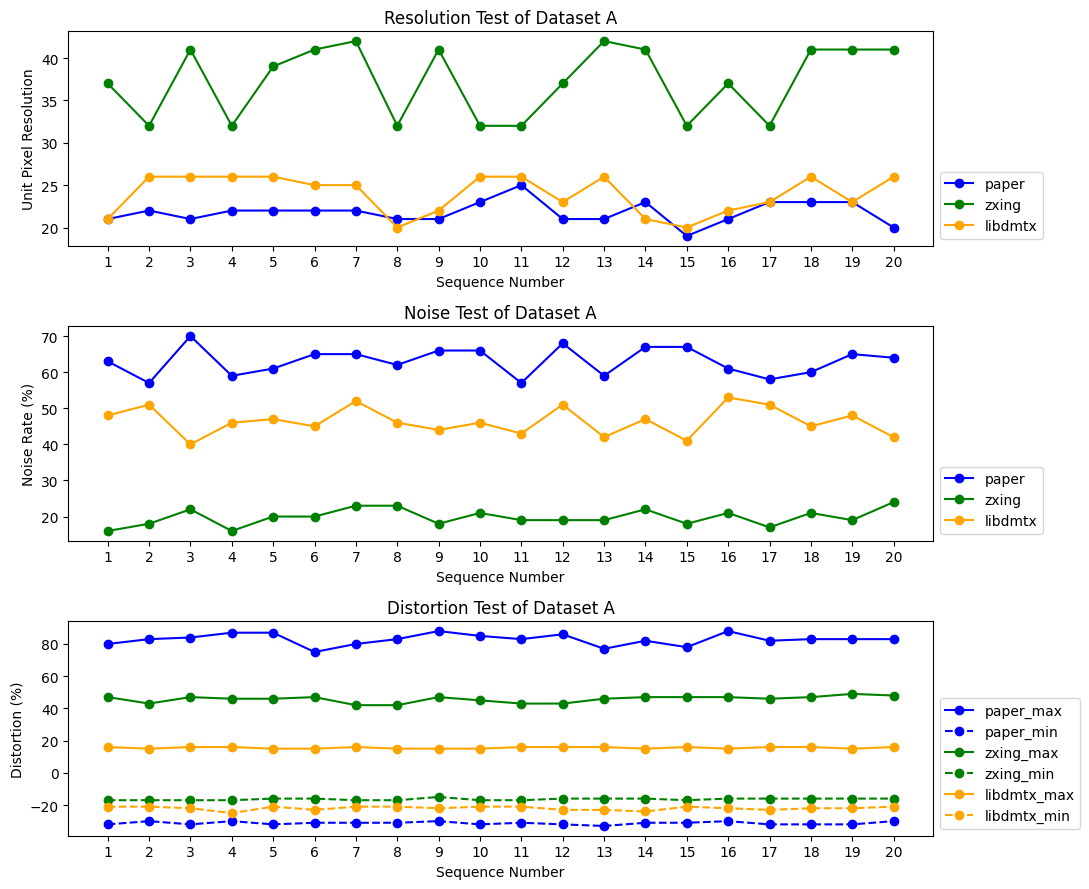 Resolution Test of Dataset A
Unit Pixel Resolution
40
35
30
25
20
1 2 3 4 5 6 7 8 9 10 11 12 13 14 15 16 17 18 19 20
Sequence Number
paper
zxing
libdmtx
Noise Test of Dataset A
Noise Rate (%)
70
60
50
40
30
20
1 2 3 4 5 6 7 8 9 10 11 12 13 14 15 16 17 18 19 20
Sequence Number
paper
zxing
libdmtx
Distortion Test of Dataset A
Distortion (%)
80
60
40
20
0
−20
1 2 3 4 5 6 7 8 9 10 11 12 13 14 15 16 17 18 19 20
Sequence Number
paper_max
paper_min
zxing_max
zxing_min
libdmtx_max
libdmtx_min